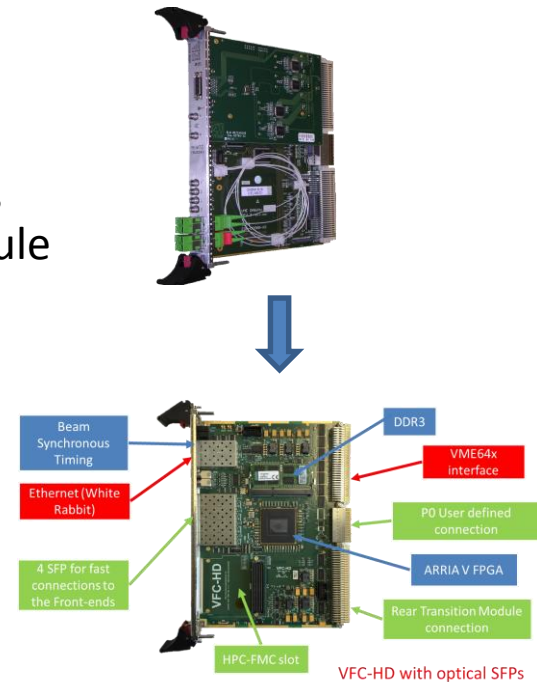 ule
Beam
Synchronous
Timing
DDR3
VME64x
interface
Ethernet (White
Rabbit)
P0 User defined
connection
4 SFP for fast
connections to
the Front-ends
ARRIA V FPGA
VFC-HD
Rear Transition Module
connection
HPC-FMC slot
VFC-HD with optical SFPs